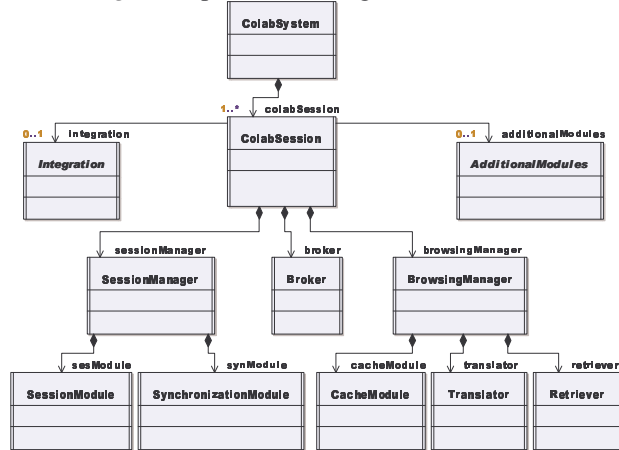 ColabSystem
1..* colabSession
0..1 integration
ColabSession
0..1 additionalModules
Integration
AdditionalModules
sessionManager
broker
browsingManager
SessionManager
Broker
BrowsingManager
sesModule
synModule
cacheModule
translator
retriever
SessionModule
SynchronizationModule
CacheModule
Translator
Retriever